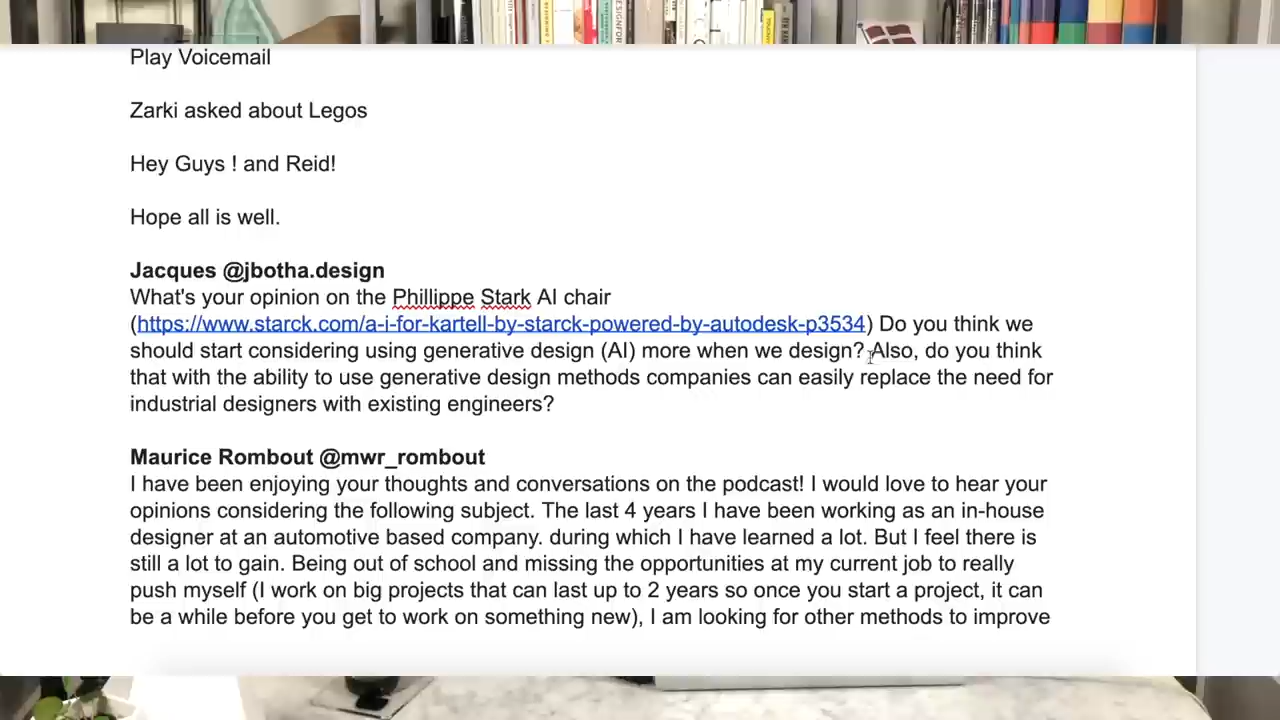 Play Voicemail
Zarki asked about Legos
Hey Guys ! and Reid!
Hope all is well.
Jacques @jbotha.design
What's your opinion on the Phillippe Stark AI chair
(https://www.starck.com/a-i-for-kartell-by-starck-powered-by-autodesk-p3534) Do you think we
should start considering using generative design (AI) more when we design? Also, do you think
that with the ability to use generative design methods companies can easily replace the need for
industrial designers with existing engineers?
Maurice Rombout @mwr_rombout
I have been enjoying your thoughts and conversations on the podcast! I would love to hear your
opinions considering the following subject. The last 4 years I have been working as an in-house
designer at an automotive based company. during which I have learned a lot. But I feel there is
still a lot to gain. Being out of school and missing the opportunities at my current job to really
push myself (I work on big projects that can last up to 2 years so once you start a project, it can
be a while before you get to work on something new), I am looking for other methods to improve